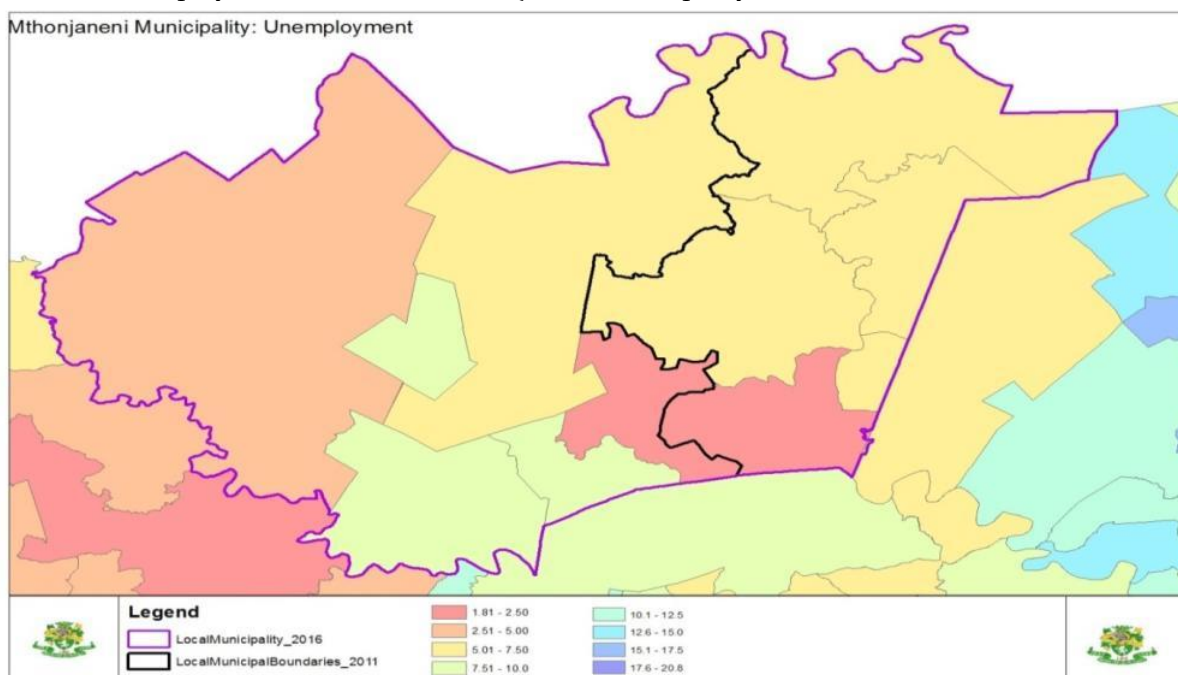 Mthonjaneni Municipality: Unemployment
Legend
LocalMunicipality_2016
LocalMunicipalBoundaries_2011
1.81 - 2.50
2.51 - 5.00
5.01 - 7.50
7.51 - 10.0
10.1 - 12.5
12.6 - 15.0
15.1 - 17.5
17.6 - 20.8